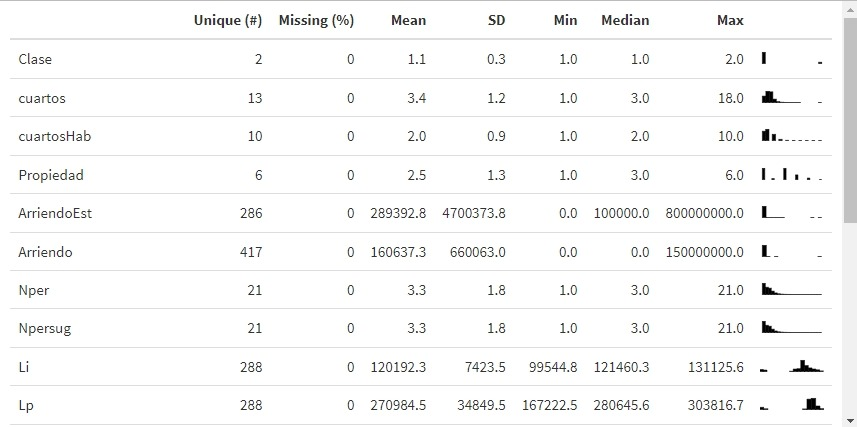 Unique (#) Missing (%) Mean SD Min Median Max
Clase 2 0 1.1 0.3 1.0 1.0 2.0
cuartos 13 0 3.4 1.2 1.0 3.0 18.0
cuartosHab 10 0 2.0 0.9 1.0 2.0 10.0
Propiedad 6 0 2.5 1.3 1.0 3.0 6.0
ArriendoEst 286 0 289392.8 4700373.8 0.0 100000.0 800000000.0
Arriendo 417 0 160637.3 660063.0 0.0 0.0 150000000.0
Nper 21 0 3.3 1.8 1.0 3.0 21.0
Npersug 21 0 3.3 1.8 1.0 3.0 21.0
Li 288 0 120192.3 7423.5 99544.8 121460.3 131125.6
Lp 288 0 270984.5 34849.5 167222.5 280645.6 303816.7